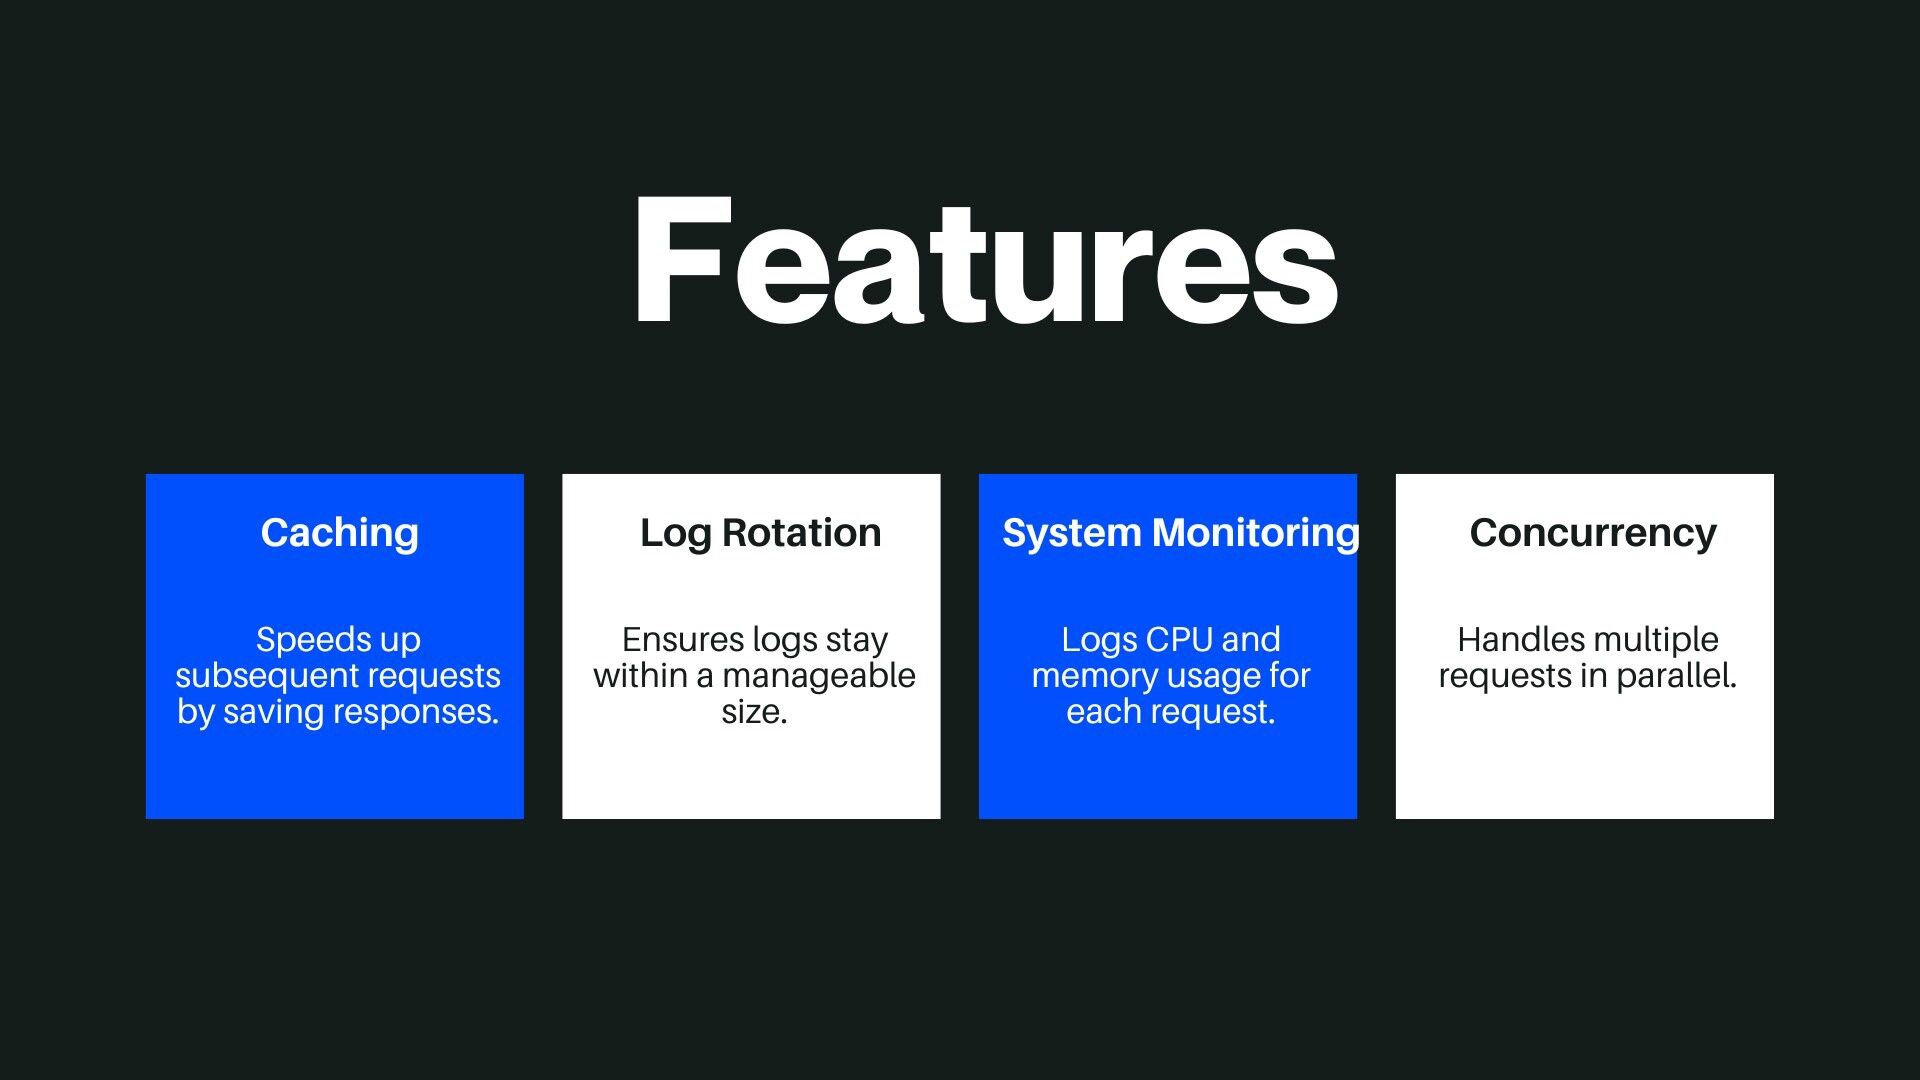 Features
Caching
Speeds up
subsequent requests
by saving responses.
Log Rotation
Ensures logs stay
within a manageable
size.
System Monitoring
Logs CPU and
memory usage for
each request.
Concurrency
Handles multiple
requests in parallel.